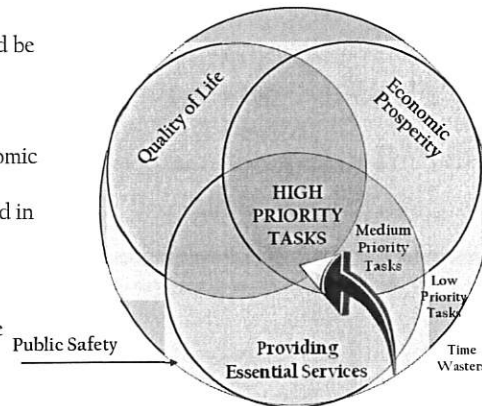 d be
omic
d in
e
Public Safety
Quality of Life
Economic
Prosperity
HIGH
PRIORITY
TASKS
Medium
Priority
Tasks
Low
Priority
Tasks
Time
Wasters
Providing
Essential Services